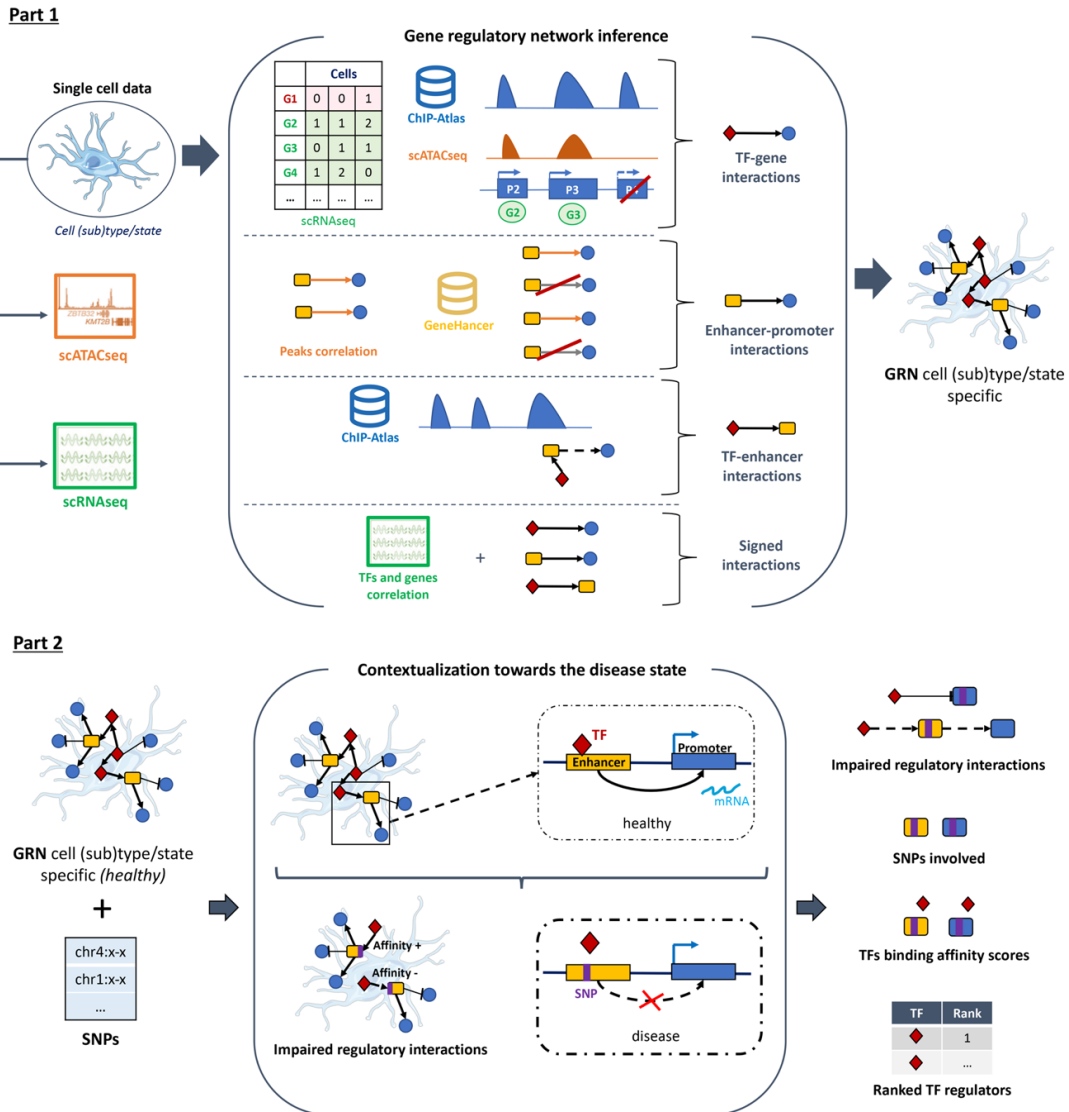 Part 1
Gene regulatory network inference
Single cell data
Cell (sub)type/state
Cells
G1 0 0 1
G2 1 1 2
G3 0 1 1
G4 1 2 0
... ... ... ...
scRNAseq
ChIP-Atlas
scATACseq
P2 P3 P4
G2 G3
TF-gene
interactions
ZBTB32
KMT2B
scATACseq
Peaks correlation
GeneHancer
Enhancer-promoter
interactions
GRN cell (sub)type/state
specific
ChIP-Atlas
TF-enhancer
interactions
scRNAseq
TFs and genes
correlation
+
Signed
interactions
Part 2
Contextualization towards the disease state
GRN cell (sub)type/state
specific (healthy)
+
chr4:x-x
chr1:x-x
...
SNPs
TF
Enhancer
Promoter
mRNA
healthy
Affinity +
Affinity -
Impaired regulatory interactions
SNP
disease
Impaired regulatory interactions
SNPs involved
TFs binding affinity scores
TF Rank
1
...
Ranked TF regulators